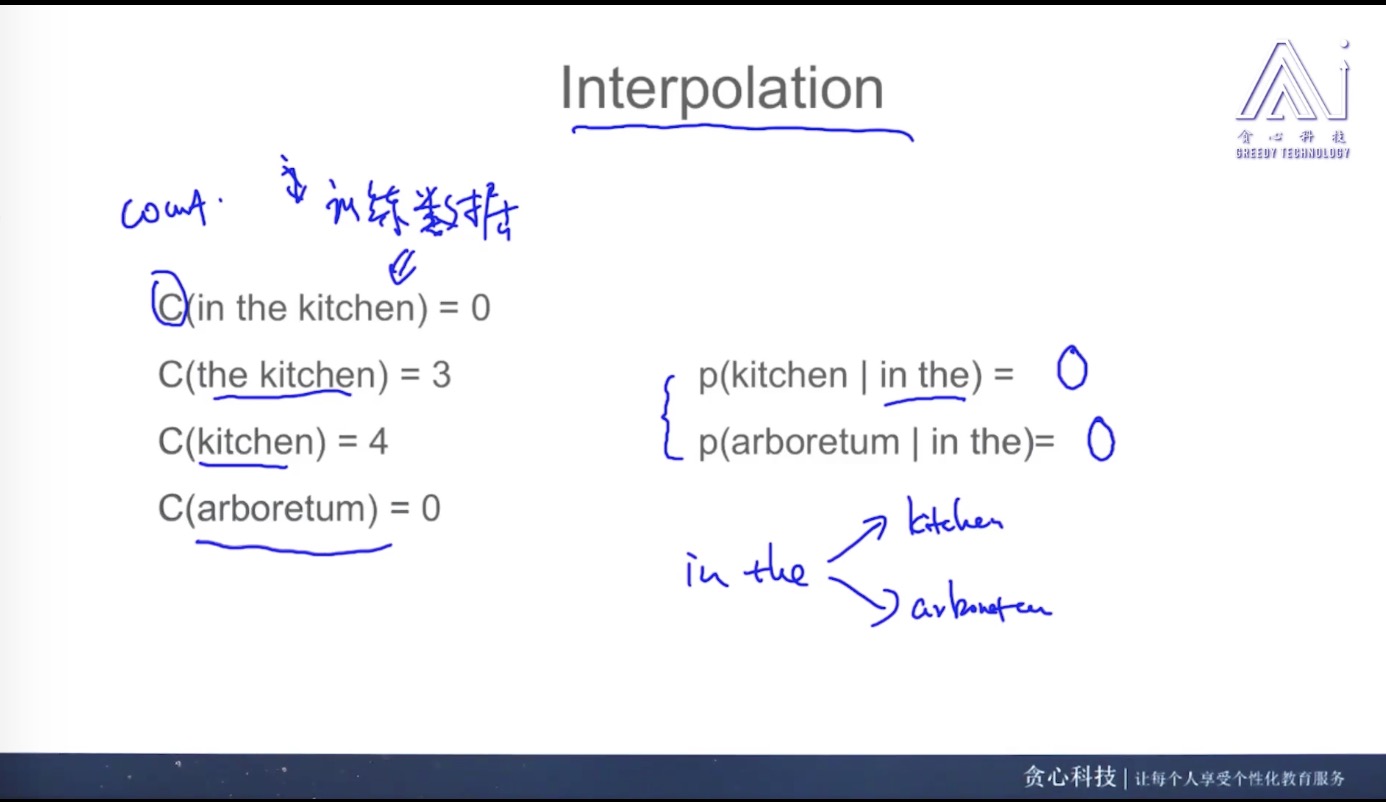 Interpolation
贪心科技
GREEDY TECHNOLOGY
count.
训练数据
C(in the kitchen) = 0
C(the kitchen) = 3
C(kitchen) = 4
C(arboretum) = 0
p(kitchen | in the) = 0
p(arboretum | in the)= 0
in the
kitchen
贪心科技 | 让每个人享受个性化教育服务